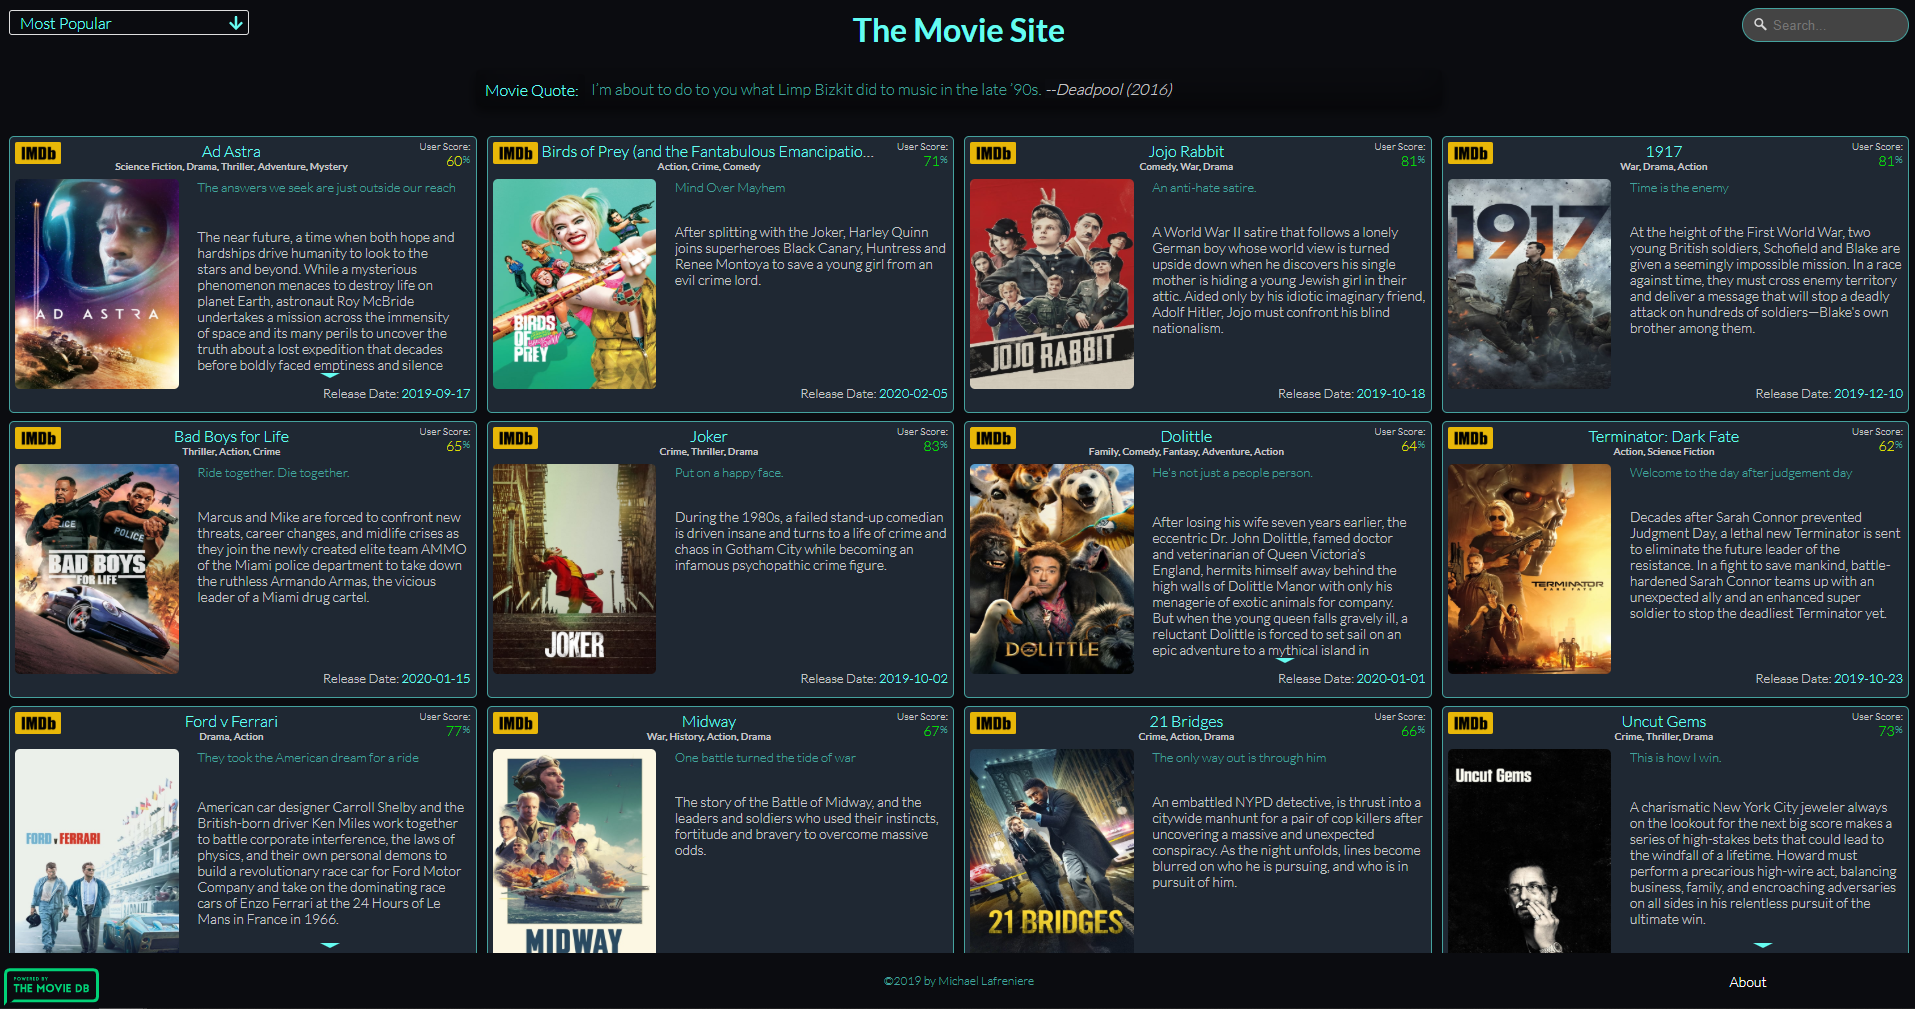 Most Popular
The Movie Site
Search...
Movie Quote: I'm about to do to you what Limp Bizkit did to music in the late '90s. --Deadpool (2016)
IMDb
Ad Astra
User Score:
60%
Science Fiction, Drama, Thriller, Adventure, Mystery
AD ASTRA
The answers we seek are just outside our reach
The near future, a time when both hope and
hardships drive humanity to look to the
stars and beyond. While a mysterious
phenomenon menaces to destroy life on
planet Earth, astronaut Roy McBride
undertakes a mission across the immensity
of space and its many perils to uncover the
truth about a lost expedition that decades
before boldly faced emptiness and silence
Release Date: 2019-09-17
IMDb
Birds of Prey (and the Fantabulous Emancipatio...
User Score:
71%
Action, Crime, Comedy
BIRDS
OF
PREY
Mind Over Mayhem
After splitting with the Joker, Harley Quinn
joins superheroes Black Canary, Huntress and
Renee Montoya to save a young girl from an
evil crime lord.
Release Date: 2020-02-05
IMDb
Jojo Rabbit
User Score:
81%
Comedy, War, Drama
JOJO RABBIT
An anti-hate satire.
A World War II satire that follows a lonely
German boy whose world view is turned
upside down when he discovers his single
mother is hiding a young Jewish girl in their
attic. Aided only by his idiotic imaginary friend,
Adolf Hitler, Jojo must confront his blind
nationalism.
Release Date: 2019-10-18
IMDb
1917
User Score:
81%
War, Drama, Action
1917
Time is the enemy
At the height of the First World War, two
young British soldiers, Schofield and Blake are
given a seemingly impossible mission. In a race
against time, they must cross enemy territory
and deliver a message that will stop a deadly
attack on hundreds of soldiers—Blake's own
brother among them.
Release Date: 2019-12-10
IMDb
Bad Boys for Life
User Score:
65%
Thriller, Action, Crime
POLICE
BAD BOYS
FOR LIFE
Ride together. Die together.
Marcus and Mike are forced to confront new
threats, career changes, and midlife crises as
they join the newly created elite team AMMO
of the Miami police department to take down
the ruthless Armando Armas, the vicious
leader of a Miami drug cartel.
Release Date: 2020-01-15
IMDb
Joker
User Score:
83%
Crime, Thriller, Drama
JOKER
Put on a happy face.
During the 1980s, a failed stand-up comedian
is driven insane and turns to a life of crime and
chaos in Gotham City while becoming an
infamous psychopathic crime figure.
Release Date: 2019-10-02
IMDb
Dolittle
User Score:
64%
Family, Comedy, Fantasy, Adventure, Action
DOLITTLE
He's not just a people person.
After losing his wife seven years earlier, the
eccentric Dr. John Dolittle, famed doctor
and veterinarian of Queen Victoria's
England, hermits himself away behind the
high walls of Dolittle Manor with only his
menagerie of exotic animals for company.
But when the young queen falls gravely ill, a
reluctant Dolittle is forced to set sail on an
epic adventure to a mythical island in
Release Date: 2020-01-01
IMDb
Terminator: Dark Fate
User Score:
62%
Action, Science Fiction
TERMINATOR
DARK FATE
Welcome to the day after judgement day
Decades after Sarah Connor prevented
Judgment Day, a lethal new Terminator is sent
to eliminate the future leader of the
resistance. In a fight to save mankind, battle-
hardened Sarah Connor teams up with an
unexpected ally and an enhanced super
soldier to stop the deadliest Terminator yet.
Release Date: 2019-10-23
IMDb
Ford v Ferrari
User Score:
77%
Drama, Action
FORD v FERRARI
They took the American dream for a ride
American car designer Carroll Shelby and the
British-born driver Ken Miles work together
to battle corporate interference, the laws of
physics, and their own personal demons to
build a revolutionary race car for Ford Motor
Company and take on the dominating race
cars of Enzo Ferrari at the 24 Hours of Le
Mans in France in 1966.
IMDb
Midway
User Score:
67%
War, History, Action, Drama
MIDWAY
One battle turned the tide of war
The story of the Battle of Midway, and the
leaders and soldiers who used their instincts,
fortitude and bravery to overcome massive
odds.
IMDb
21 Bridges
User Score:
66%
Crime, Action, Drama
21 BRIDGES
The only way out is through him
An embattled NYPD detective, is thrust into a
citywide manhunt for a pair of cop killers after
uncovering a massive and unexpected
conspiracy. As the night unfolds, lines become
blurred on who he is pursuing, and who is in
pursuit of him.
IMDb
Uncut Gems
User Score:
73%
Crime, Thriller, Drama
Uncut Gems
This is how I win.
A charismatic New York City jeweler always
on the lookout for the next big score makes a
series of high-stakes bets that could lead to
the windfall of a lifetime. Howard must
perform a precarious high-wire act, balancing
business, family, and encroaching adversaries
on all sides in his relentless pursuit of the
ultimate win.
POWERED BY
THE MOVIE DB
©2019 by Michael Lafreniere
About